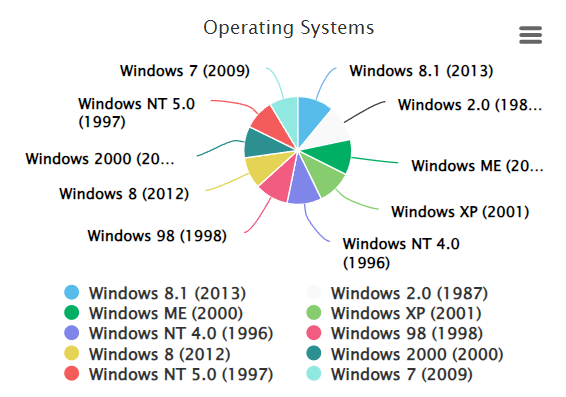 Operating Systems
Windows 7 (2009)
Windows 8.1 (2013)
Windows NT 5.0
(1997)
Windows 2.0 (198...
Windows 2000 (20...
Windows ME (20...
Windows 8 (2012)
Windows XP (2001)
Windows 98 (1998)
Windows NT 4.0
(1996)
Windows 8.1 (2013)
Windows 2.0 (1987)
Windows ME (2000)
Windows XP (2001)
Windows NT 4.0 (1996)
Windows 98 (1998)
Windows 8 (2012)
Windows 2000 (2000)
Windows NT 5.0 (1997)
Windows 7 (2009)